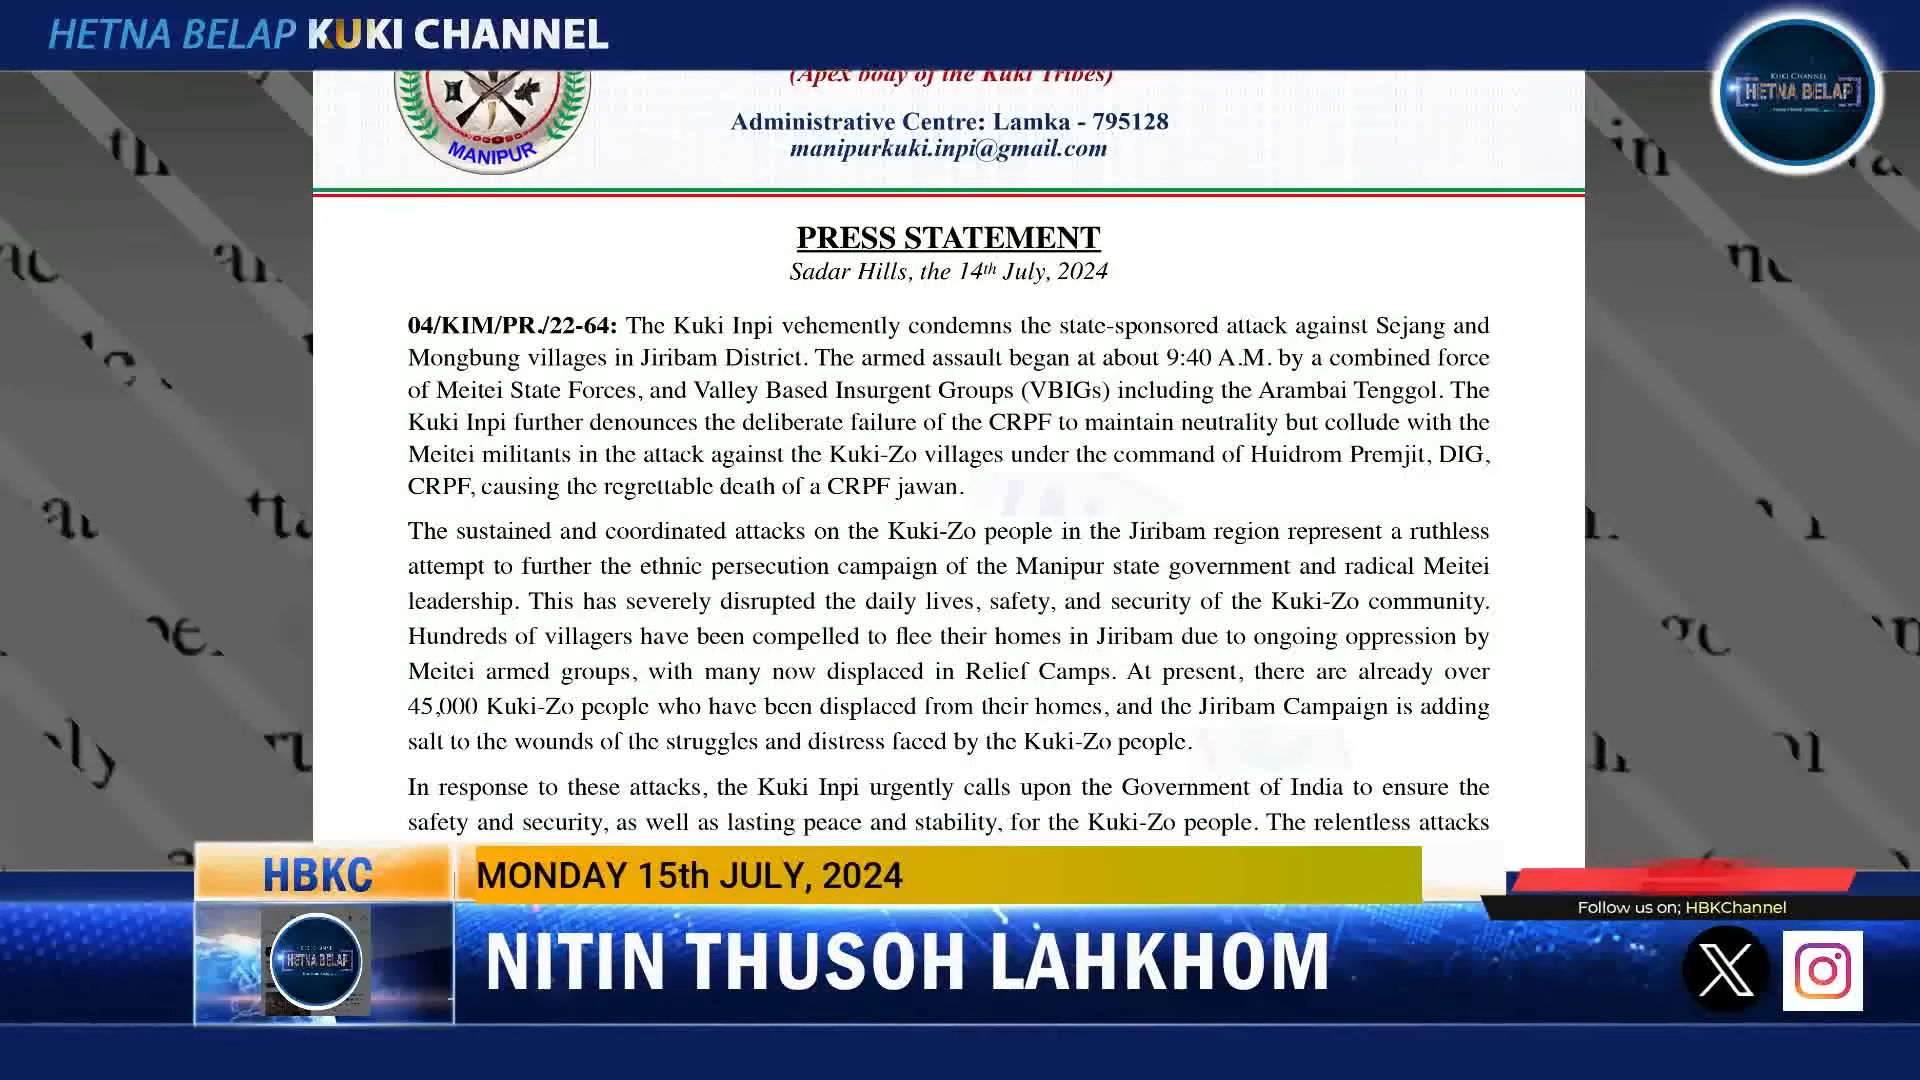 HETNA BELAP KUKI CHANNEL
KUKI CHANNEL
HETNA BELAP
(Apex body of the Kuki Tribes)
MANIPUR
Administrative Centre: Lamka - 795128
manipurkuki.inpi@gmail.com
PRESS STATEMENT
Sadar Hills, the 14th July, 2024
04/KIM/PR./22-64: The Kuki Inpi vehemently condemns the state-sponsored attack against Sejang and
Mongbung villages in Jiribam District. The armed assault began at about 9:40 A.M. by a combined force
of Meitei State Forces, and Valley Based Insurgent Groups (VBIGs) including the Arambai Tenggol. The
Kuki Inpi further denounces the deliberate failure of the CRPF to maintain neutrality but collude with the
Meitei militants in the attack against the Kuki-Zo villages under the command of Huidrom Premjit, DIG,
CRPF, causing the regrettable death of a CRPF jawan.
The sustained and coordinated attacks on the Kuki-Zo people in the Jiribam region represent a ruthless
attempt to further the ethnic persecution campaign of the Manipur state government and radical Meitei
leadership. This has severely disrupted the daily lives, safety, and security of the Kuki-Zo community.
Hundreds of villagers have been compelled to flee their homes in Jiribam due to ongoing oppression by
Meitei armed groups, with many now displaced in Relief Camps. At present, there are already over
45,000 Kuki-Zo people who have been displaced from their homes, and the Jiribam Campaign is adding
salt to the wounds of the struggles and distress faced by the Kuki-Zo people.
In response to these attacks, the Kuki Inpi urgently calls upon the Government of India to ensure the
safety and security, as well as lasting peace and stability, for the Kuki-Zo people. The relentless attacks
HBKC
MONDAY 15th JULY, 2024
Follow us on; HBKChannel
HETNA BELAP
NITIN THUSOH LAHKHOM